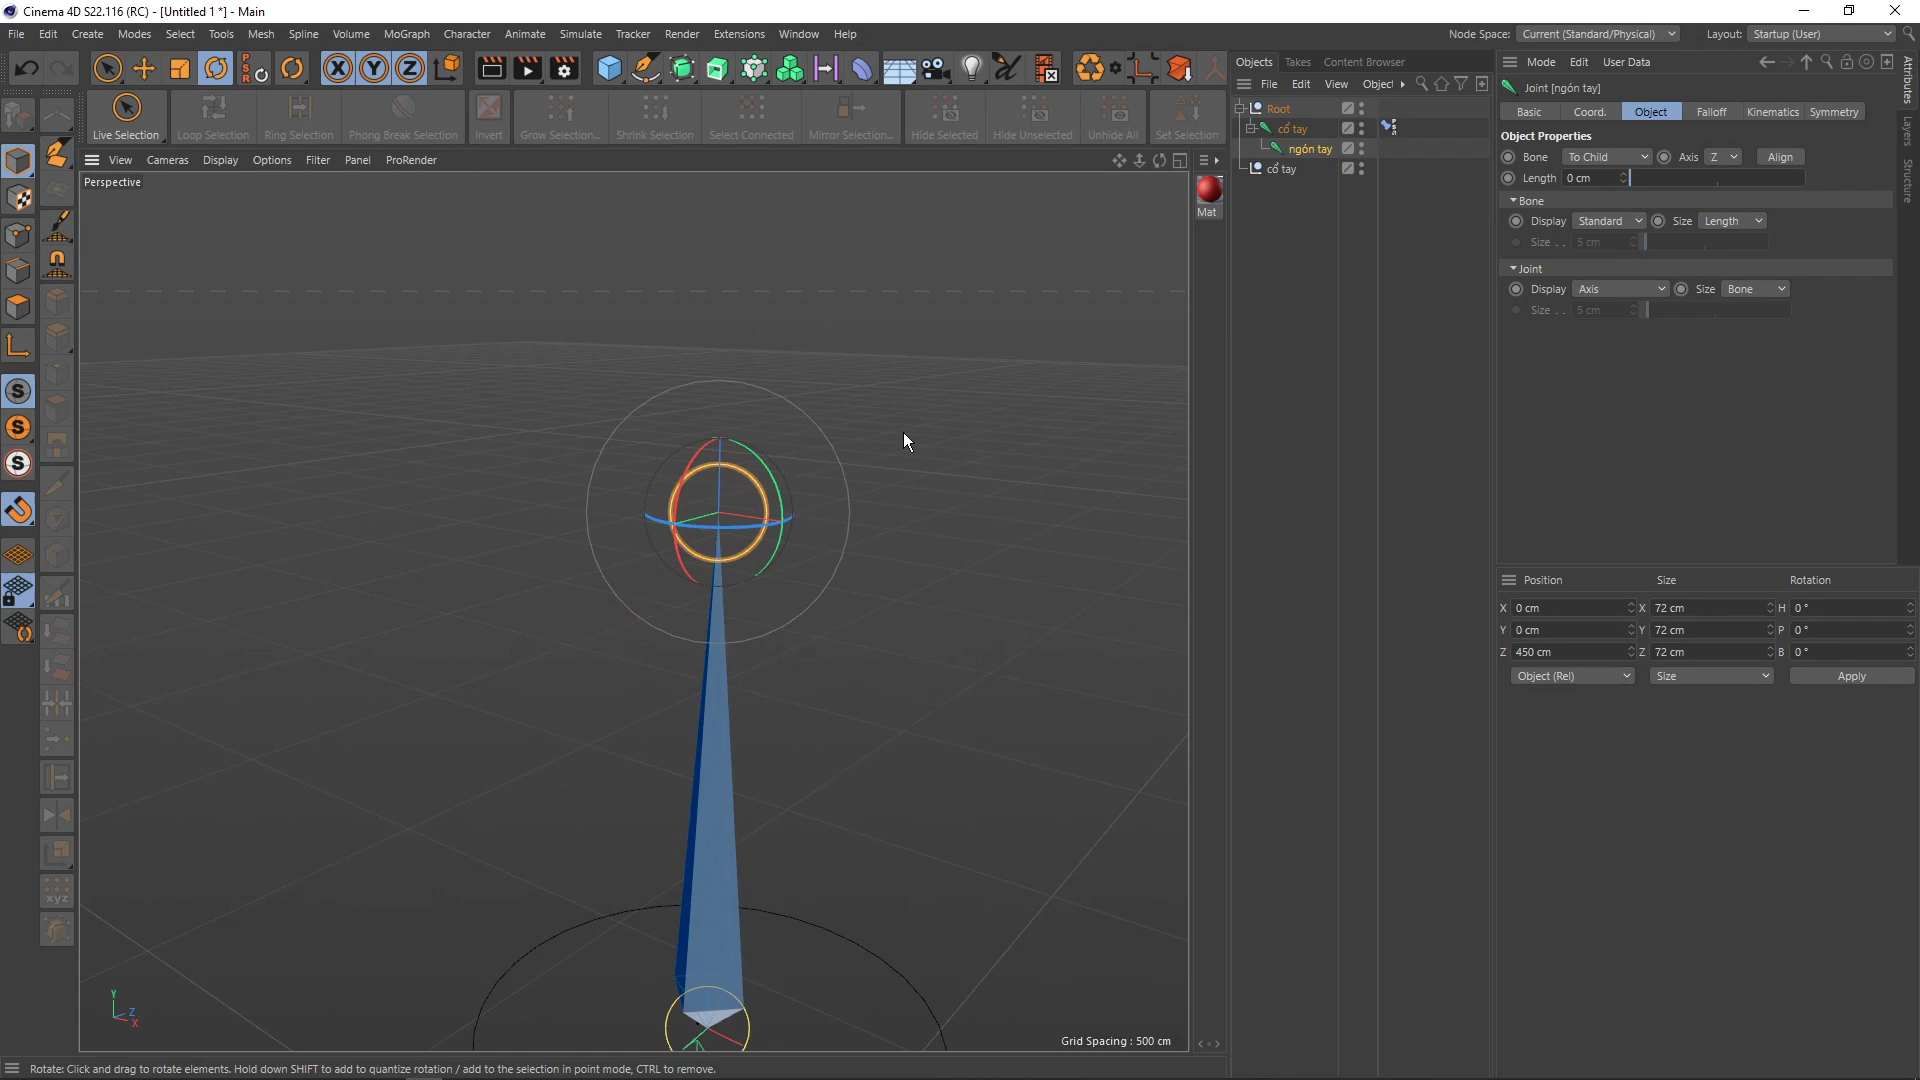 Cinema 4D S22.116 (RC) - [Untitled 1 *] - Main
File Edit Create Modes Select Tools Mesh Spline Volume MoGraph Character Animate Simulate Tracker Render Extensions Window Help
Node Space: Current (Standard/Physical) Layout: Startup (User)
PSR X Y Z
Live Selection Loop Selection Ring Selection Phong Break Selection Invert Grow Selection... Shrink Selection Select Connected Mirror Selection... Hide Selected Hide Unselected Unhide All Set Selection
View Cameras Display Options Filter Panel ProRender
Perspective
S
S
S
xyz
Mat
Y
Z
X
Grid Spacing : 500 cm
Objects Takes Content Browser
File Edit View Object
Root
cổ tay
ngón tay
cổ tay
Mode Edit User Data
Joint [ngón tay]
Basic Coord. Object Falloff Kinematics Symmetry
Object Properties
Bone To Child Axis Z Align
Length 0 cm
Bone
Display Standard Size Length
Size . . 5 cm
Joint
Display Axis Size Bone
Size . . 5 cm
Attributes
Layers
Structure
Position Size Rotation
X 0 cm X 72 cm H 0 °
Y 0 cm Y 72 cm P 0 °
Z 450 cm Z 72 cm B 0 °
Object (Rel) Size Apply
Rotate: Click and drag to rotate elements. Hold down SHIFT to add to quantize rotation / add to the selection in point mode, CTRL to remove.